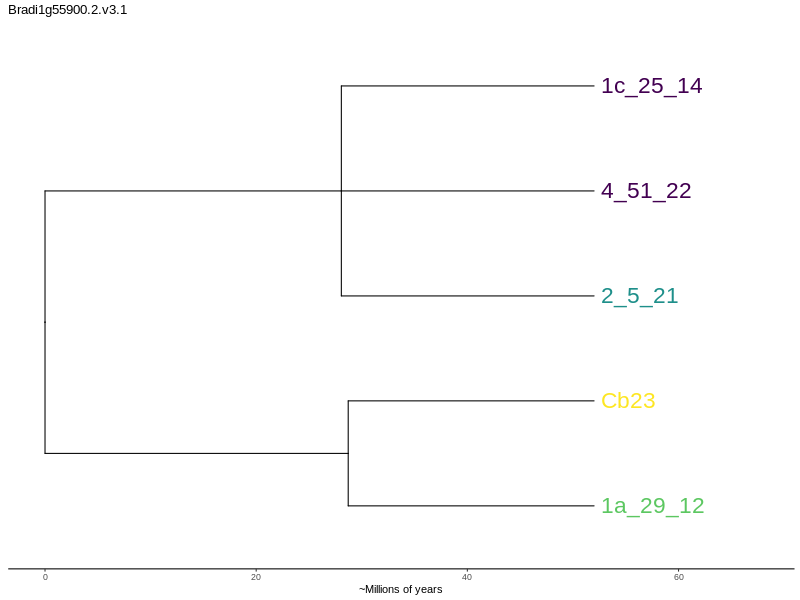 Bradi1g55900.2.v3.1
1c_25_14
4_51_22
2_5_21
Cb23
1a_29_12
0 20 40 60
~Millions of years